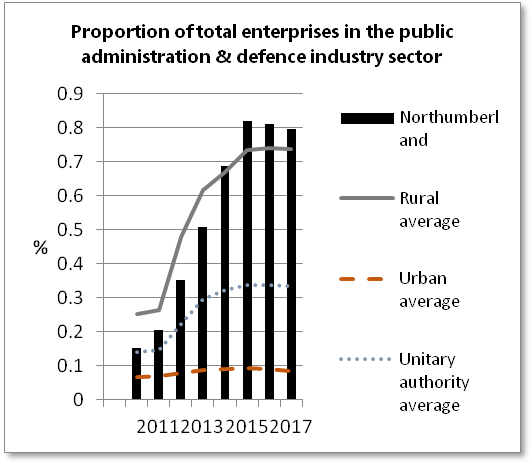 Proportion of total enterprises in the public
administration & defence industry sector
0.9
0.8
0.7
0.6
0.5
0.4
0.3
0.2
0.1
0
%
2011 2013 2015 2017
Northumberl
and
Rural
average
Urban
average
Unitary
authority
average